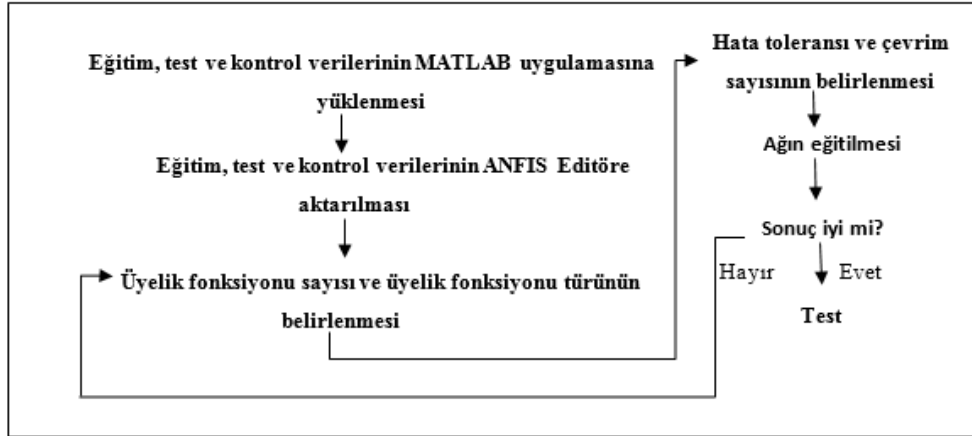 Eğitim, test ve kontrol verilerinin MATLAB uygulamasına
yüklenmesi
Eğitim, test ve kontrol verilerinin ANFIS Editöre
aktarılması
Üyelik fonksiyonu sayısı ve üyelik fonksiyonu türünün
belirlenmesi
Hata toleransı ve çevrim
sayısının belirlenmesi
Ağın eğitilmesi
Sonuç iyi mi?
Hayır
Evet
Test